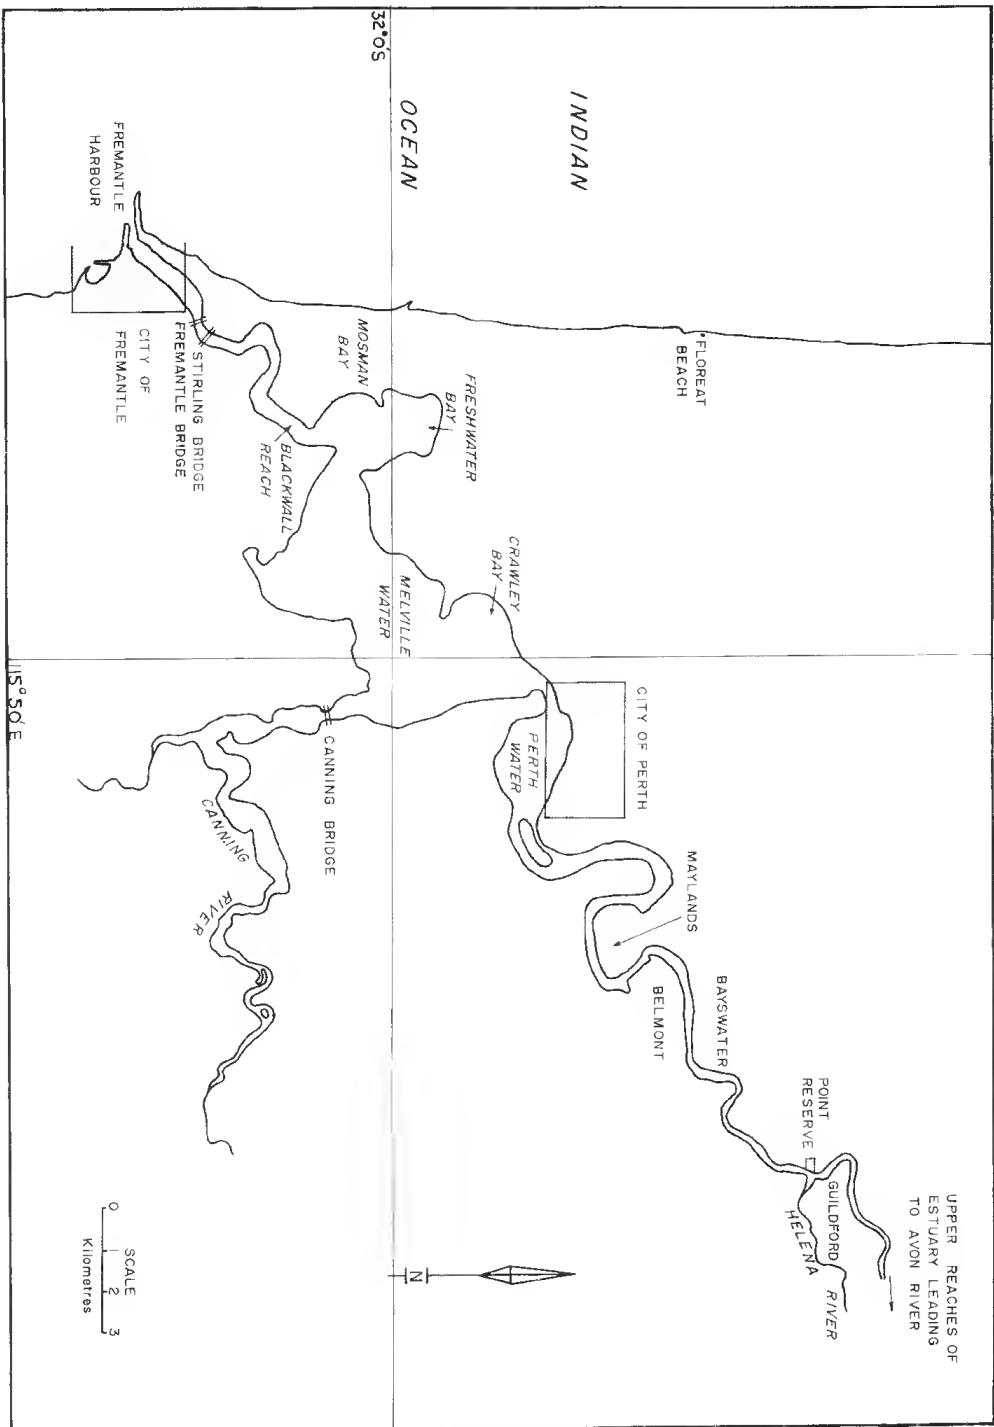 UPPER REACHES OF
ESTUARY LEADING
TO AVON RIVER
POINT
RESERVE
GUILDFORD
HELENA RIVER
BAYSWATER
MAYLANDS
BELMONT
CITY OF PERTH
PERTH
WATER
• FLOREAT
BEACH
INDIAN
OCEAN
CRAWLEY
BAY
FRESHWATER
BAY
MELVILLE
WATER
MOSMAN
BAY
32°0'S
CANNING BRIDGE
BLACKWALL
REACH
STIRLING BRIDGE
FREMANTLE BRIDGE
CITY OF
FREMANTLE
FREMANTLE
HARBOUR
CANNING RIVER
15°50'E
N
SCALE
0 1 2 3
Kilometres